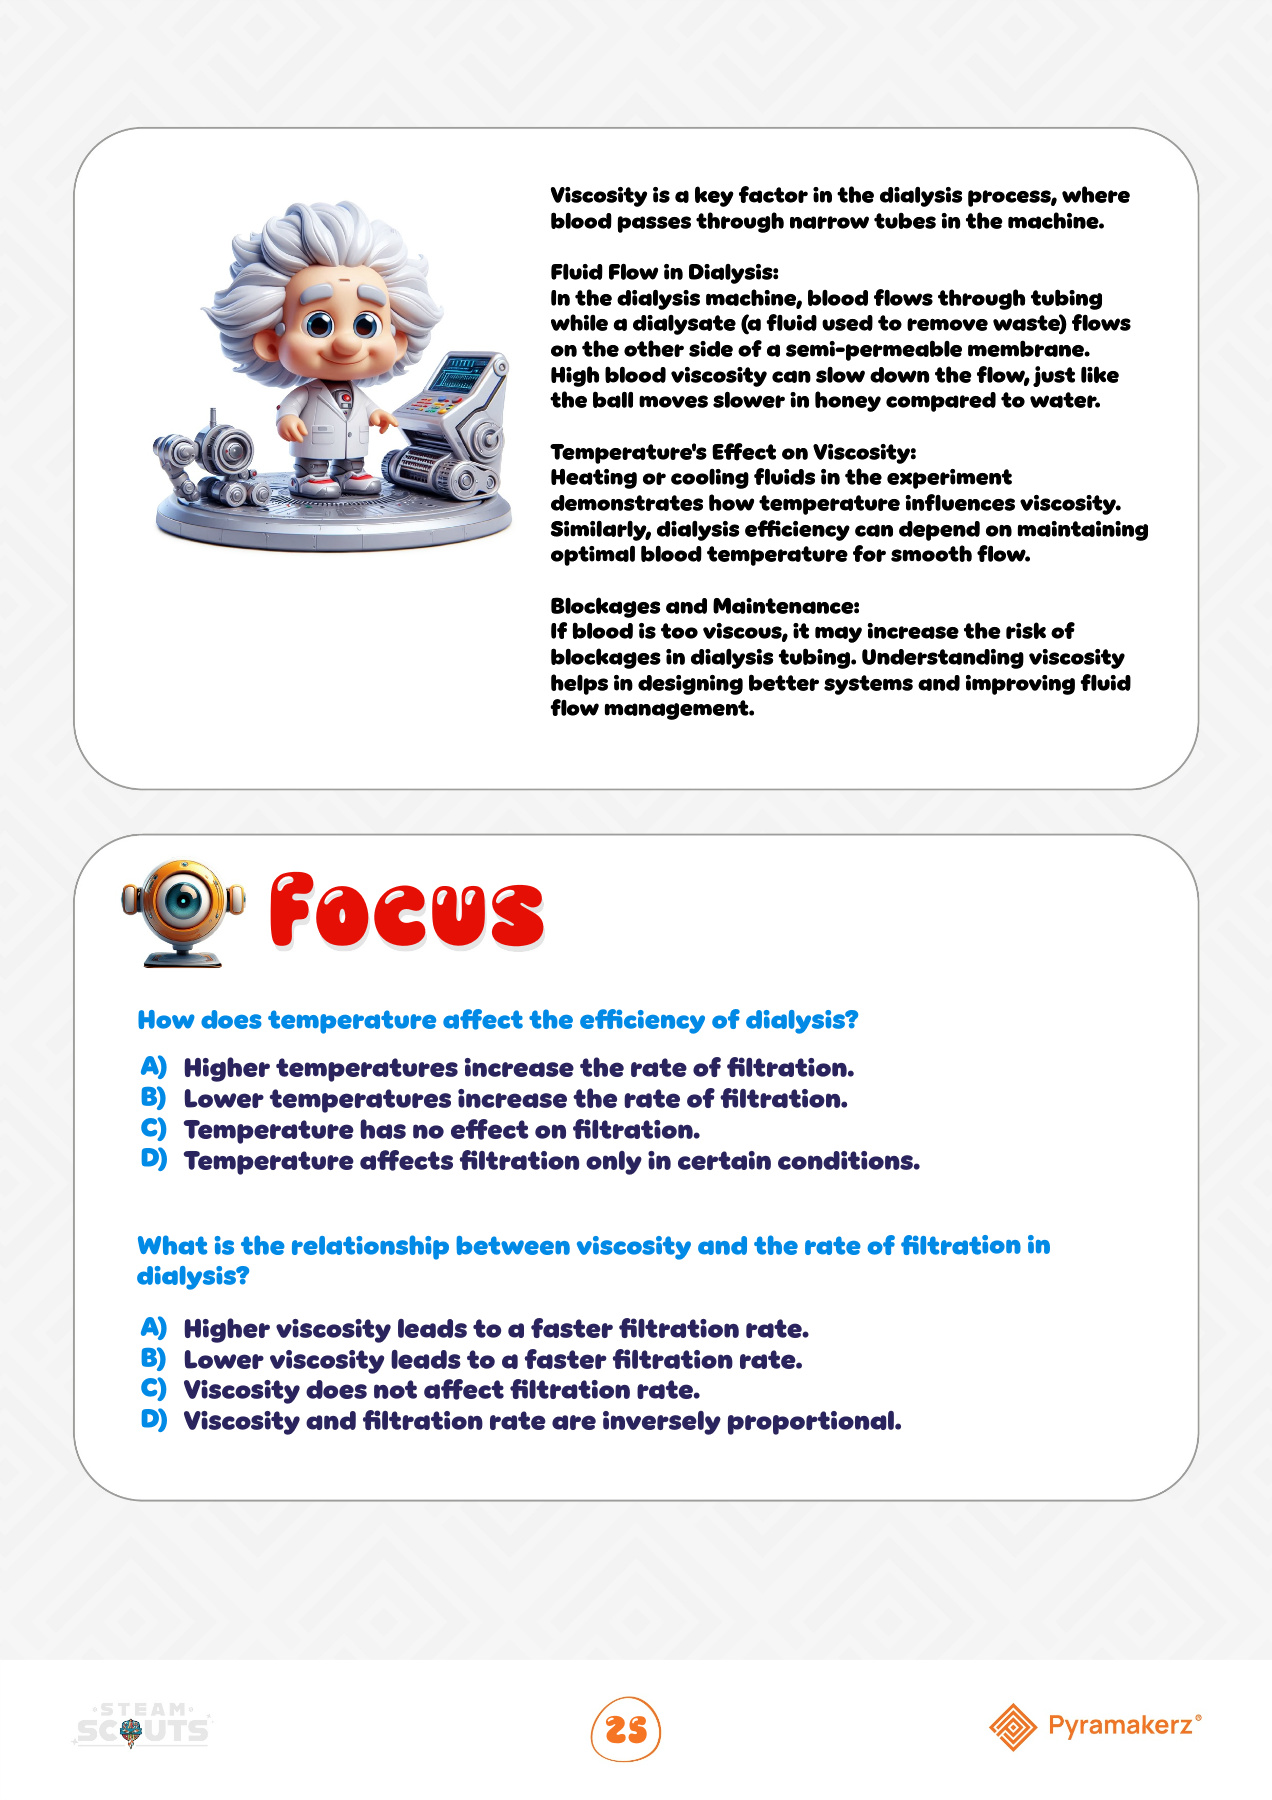 Viscosity is a key factor in the dialysis process, where
blood passes through narrow tubes in the machine.
Fluid Flow in Dialysis:
In the dialysis machine, blood flows through tubing
while a dialysate (a fluid used to remove waste) flows
on the other side of a semi-permeable membrane.
High blood viscosity can slow down the flow, just like
the ball moves slower in honey compared to water.
Temperature's Effect on Viscosity:
Heating or cooling fluids in the experiment
demonstrates how temperature influences viscosity.
Similarly, dialysis efficiency can depend on maintaining
optimal blood temperature for smooth flow.
Blockages and Maintenance:
If blood is too viscous, it may increase the risk of
blockages in dialysis tubing. Understanding viscosity
helps in designing better systems and improving fluid
flow management.
Focus
How does temperature affect the efficiency of dialysis?
A) Higher temperatures increase the rate of filtration.
B) Lower temperatures increase the rate of filtration.
C) Temperature has no effect on filtration.
D) Temperature affects filtration only in certain conditions.
What is the relationship between viscosity and the rate of filtration in
dialysis?
A) Higher viscosity leads to a faster filtration rate.
B) Lower viscosity leads to a faster filtration rate.
C) Viscosity does not affect filtration rate.
D) Viscosity and filtration rate are inversely proportional.
STEAM
SCOUTS
25
Pyramakerz®